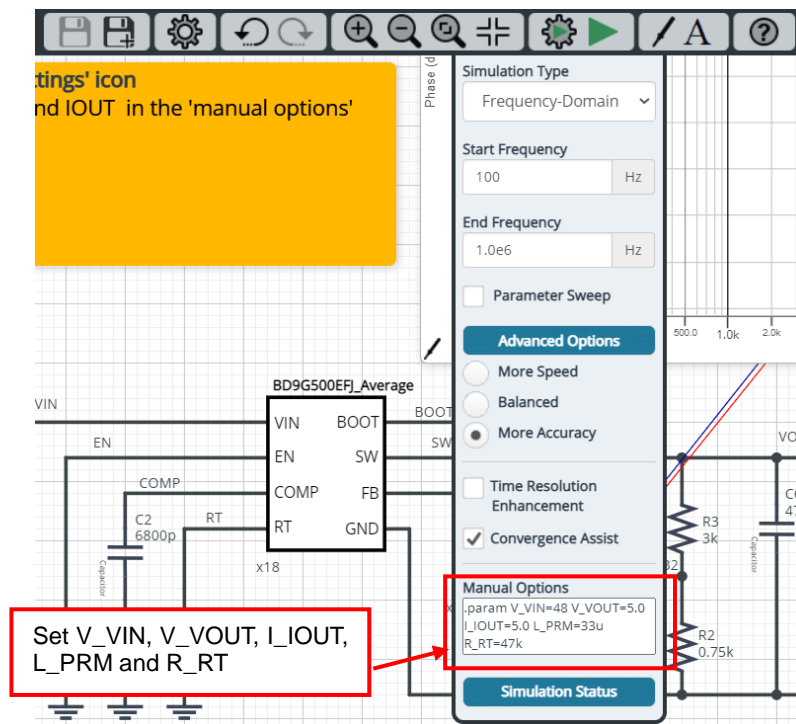 A
?
ttings' icon
nd IOUT in the 'manual options'
Phase (d
Simulation Type
Frequency-Domain
Start Frequency
100 Hz
End Frequency
1.0e6 Hz
Parameter Sweep
500.0 1.0k 2.0k
Advanced Options
More Speed
Balanced
More Accuracy
Time Resolution
Enhancement
Convergence Assist
Manual Options
.param V_VIN=48 V_VOUT=5.0
I_IOUT=5.0 L_PRM=33u
R_RT=47k
Simulation Status
BD9G500EFJ_Average
VIN
EN
COMP
RT
VIN BOOT
EN SW
COMP FB
RT GND
BOOT
SW
x18
C2
6800p
Capacitor
VO
R3
3k
C
47
Capacitor
32
R2
0.75k
Set V_VIN, V_VOUT, I_IOUT,
L_PRM and R_RT